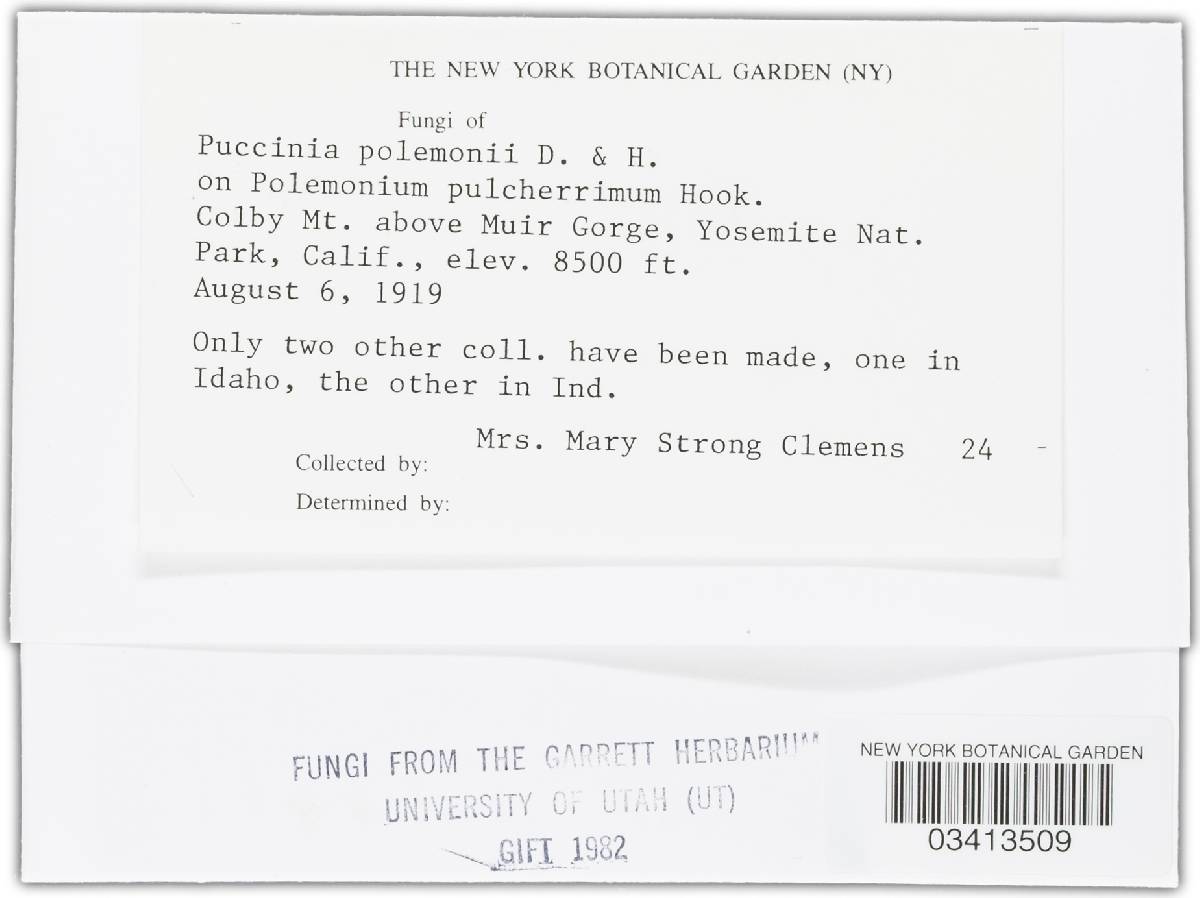 THE NEW YORK BOTANICAL GARDEN (NY)
Fungi of
Puccinia polemonii D. & H.
on Polemonium pulcherrimum Hook.
Colby Mt. above Muir Gorge, Yosemite Nat.
Park, Calif., elev. 8500 ft.
August 6, 1919
Only two other coll. have been made, one in
Idaho, the other in Ind.
Mrs. Mary Strong Clemens 24 -
Collected by:
Determined by:
FUNGI FROM THE GARRETT HERBARIUM
UNIVERSITY OF UTAH (UT)
GIFT 1982
NEW YORK BOTANICAL GARDEN
03413509